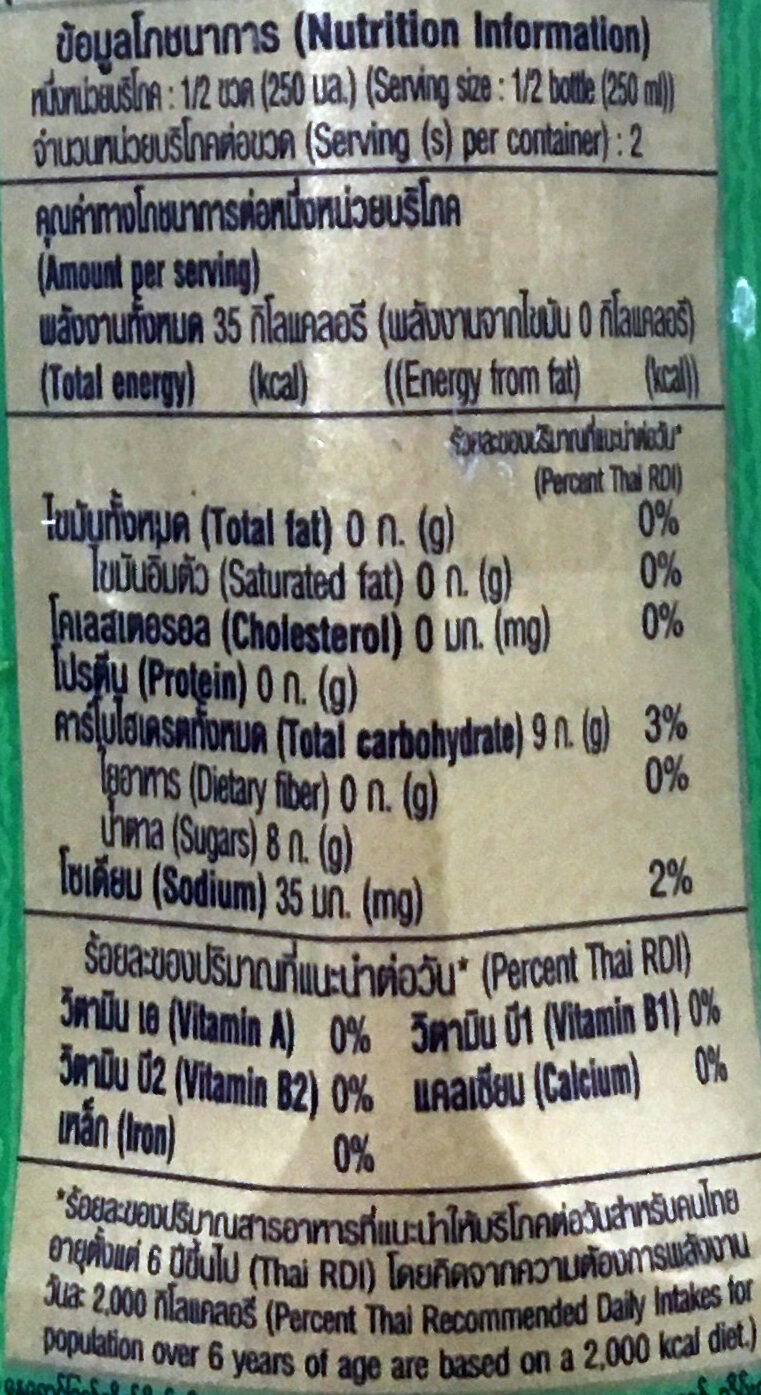 ข้อมูลโภชนาการ (Nutrition Information)
หนึ่งหน่วยบริโภค : 1/2 ขวด (250 มล.) (Serving size : 1/2 bottle (250 ml))
จำนวนหน่วยบริโภคต่อขวด (Serving (s) per container) : 2
คุณค่าทางโภชนาการต่อหนึ่งหน่วยบริโภค
(Amount per serving)
พลังงานทั้งหมด 35 กิโลแคลอรี (พลังงานจากไขมัน 0 กิโลแคลอรี)
(Total energy) (kcal) ((Energy from fat) (kcal))
ร้อยละของปริมาณที่แนะนำต่อวัน*
(Percent Thai RDI)
ไขมันทั้งหมด (Total fat) 0 ก. (g) 0%
ไขมันอิ่มตัว (Saturated fat) 0 ก. (g) 0%
โคเลสเตอรอล (Cholesterol) 0 มก. (mg) 0%
โปรตีน (Protein) 0 ก. (g)
คาร์โบไฮเดรตทั้งหมด (Total carbohydrate) 9 ก. (g) 3%
ใยอาหาร (Dietary fiber) 0 ก. (g) 0%
น้ำตาล (Sugars) 8 ก. (g)
โซเดียม (Sodium) 35 มก. (mg) 2%
ร้อยละของปริมาณที่แนะนำต่อวัน* (Percent Thai RDI)
วิตามิน เอ (Vitamin A) 0% วิตามิน บี1 (Vitamin B1) 0%
วิตามิน บี2 (Vitamin B2) 0% แคลเซียม (Calcium) 0%
เหล็ก (Iron) 0%
*ร้อยละของปริมาณสารอาหารที่แนะนำให้บริโภคต่อวันสำหรับคนไทย
อายุตั้งแต่ 6 ปีขึ้นไป (Thai RDI) โดยคิดจากความต้องการพลังงาน
วันละ 2,000 กิโลแคลอรี (Percent Thai Recommended Daily Intakes for
population over 6 years of age are based on a 2,000 kcal diet.)